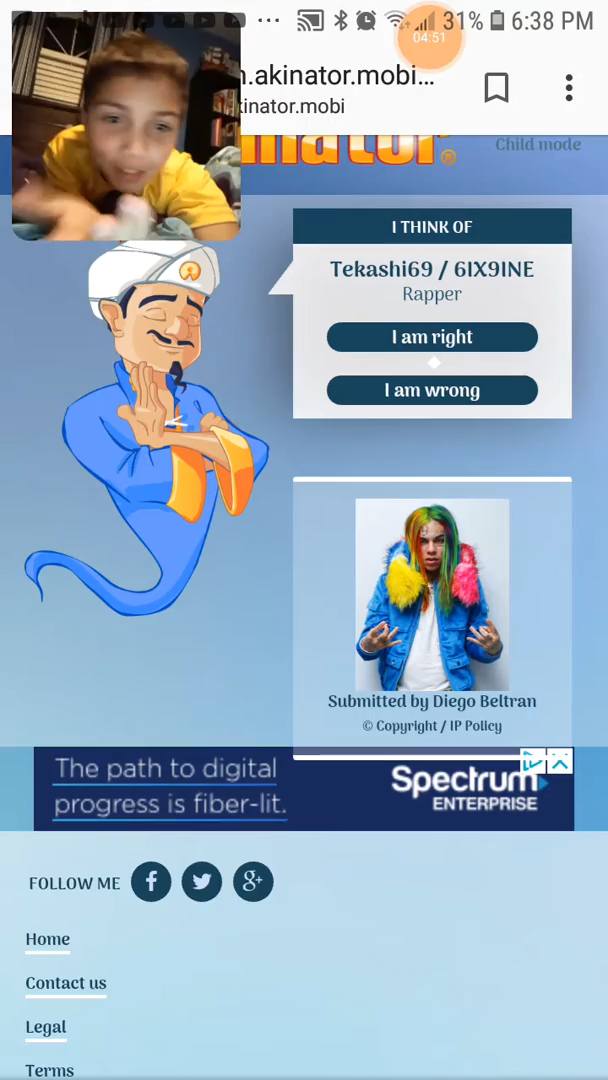 31% 6:38 PM
04:51
n.akinator.mobi...
kinator.mobi
Child mode
I THINK OF
Tekashi69 / 6IX9INE
Rapper
I am right
I am wrong
Submitted by Diego Beltran
© Copyright / IP Policy
The path to digital
progress is fiber-lit.
Spectrum
ENTERPRISE
FOLLOW ME
Home
Contact us
Legal
Terms